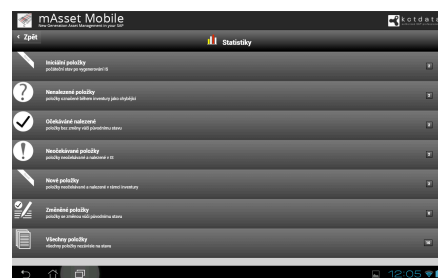 mAsset Mobile
New Generation Asset Management in your SAP
kctdata
< Zpět
Statistiky
Iniciální položky
počáteční stav po vygenerování IS
Nenalezené položky
položky označené během inventury jako chybějící
Očekáváné nalezené
položky bez změny vůči původnímu stavu
Neočekávané položky
položky neočekávané a nalezené v IS
Nové položky
položky neočekávané a nalezené v rámci inventury
Změněné položky
položky se změnou vůči původnímu stavu
Všechny položky
všechny položky nezávisle na stavu
12:05